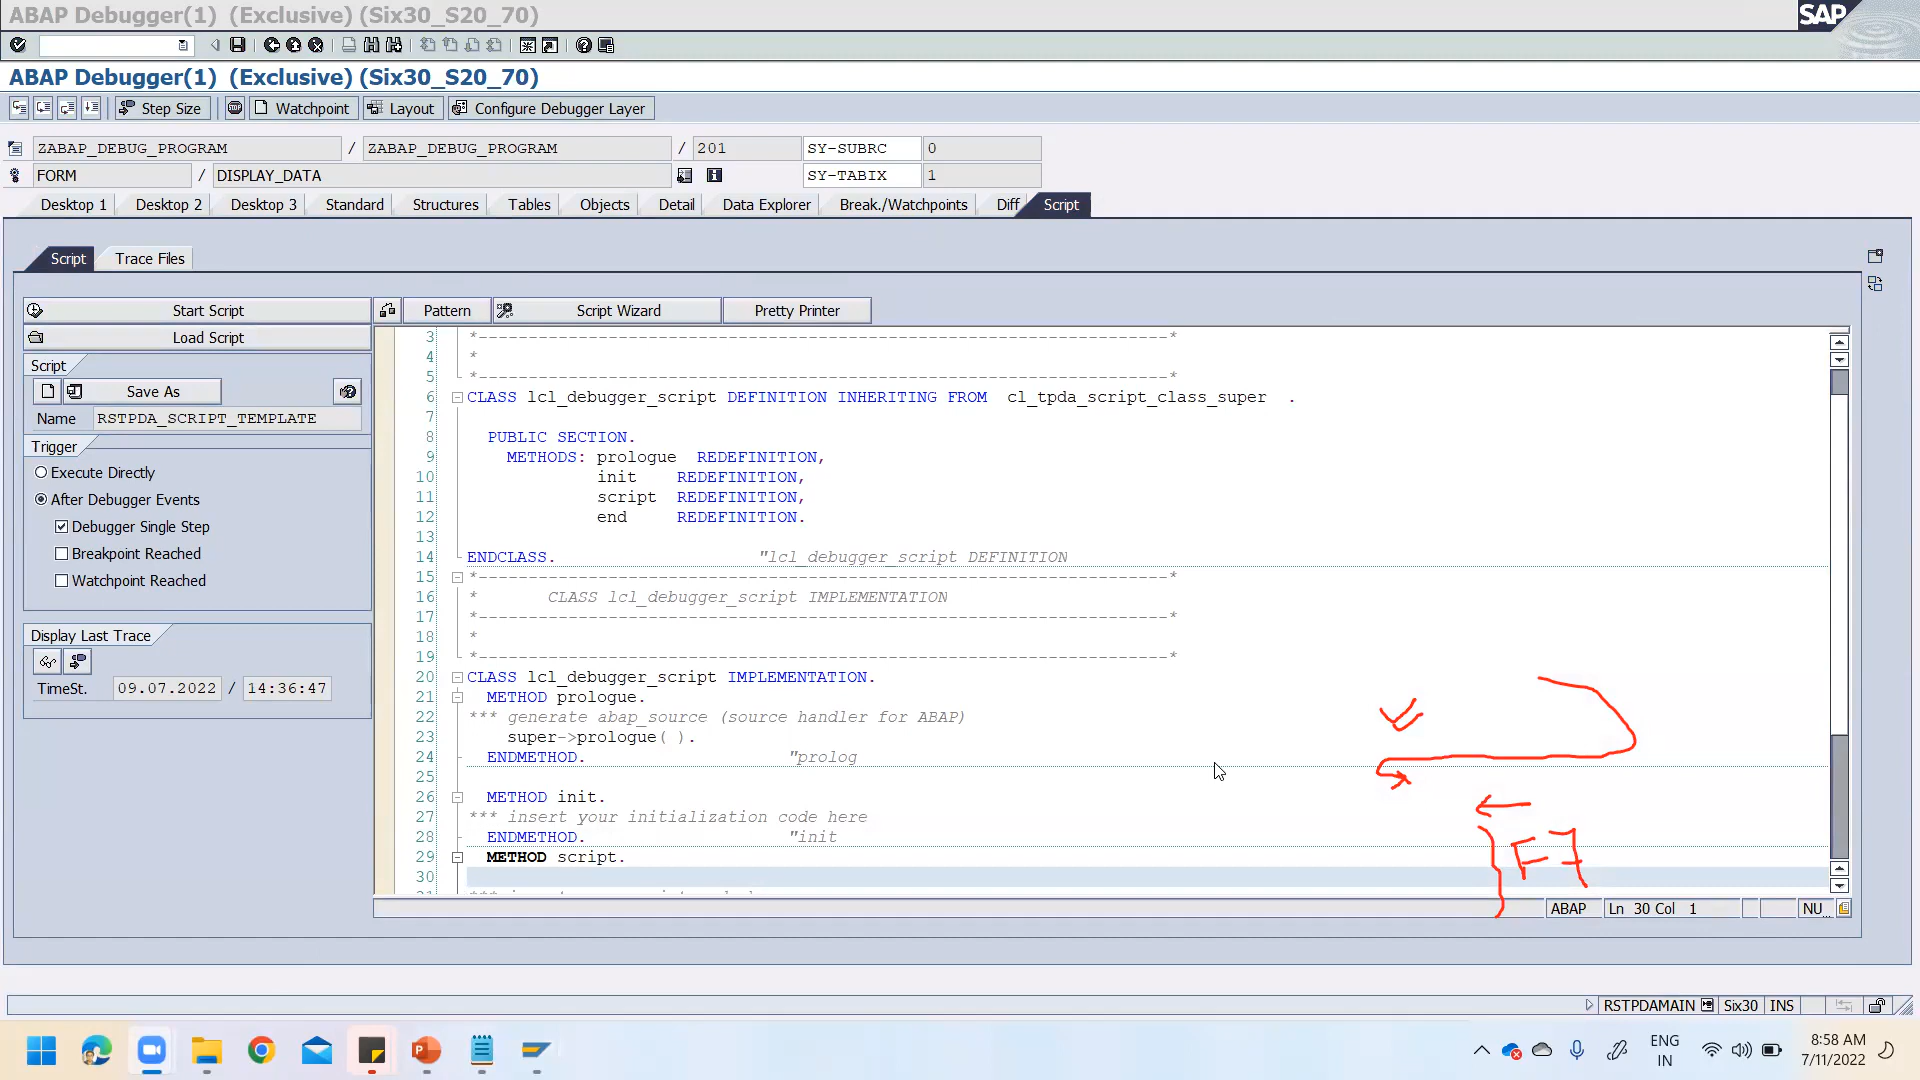 ABAP Debugger(1) (Exclusive) (Six30_S20_70)
SAP
ABAP Debugger(1) (Exclusive) (Six30_S20_70)
Step Size Watchpoint Layout Configure Debugger Layer
ZABAP_DEBUG_PROGRAM / ZABAP_DEBUG_PROGRAM / 201 SY-SUBRC 0
FORM / DISPLAY_DATA SY-TABIX 1
Desktop 1 Desktop 2 Desktop 3 Standard Structures Tables Objects Detail Data Explorer Break./Watchpoints Diff Script
Script Trace Files
Start Script Pattern Script Wizard Pretty Printer
Load Script
Script
Save As
Name RSTPDA_SCRIPT_TEMPLATE
Trigger
Execute Directly
After Debugger Events
Debugger Single Step
Breakpoint Reached
Watchpoint Reached
Display Last Trace
TimeSt. 09.07.2022 / 14:36:47
3 *---------------------------------------------------------------------*
4 *
5 *---------------------------------------------------------------------*
6 CLASS lcl_debugger_script DEFINITION INHERITING FROM cl_tpda_script_class_super .
7
8 PUBLIC SECTION.
9 METHODS: prologue REDEFINITION,
10 init REDEFINITION,
11 script REDEFINITION,
12 end REDEFINITION.
13
14 ENDCLASS. "lcl_debugger_script DEFINITION
15 *---------------------------------------------------------------------*
16 * CLASS lcl_debugger_script IMPLEMENTATION
17 *---------------------------------------------------------------------*
18 *
19 *---------------------------------------------------------------------*
20 CLASS lcl_debugger_script IMPLEMENTATION.
21 METHOD prologue.
22 *** generate abap_source (source handler for ABAP)
23 super->prologue( ).
24 ENDMETHOD. "prolog
25
26 METHOD init.
27 *** insert your initialization code here
28 ENDMETHOD. "init
29 METHOD script.
30
F7
ABAP Ln 30 Col 1 NU...
RSTPDAMAIN Six30 INS
ENG
IN
8:58 AM
7/11/2022